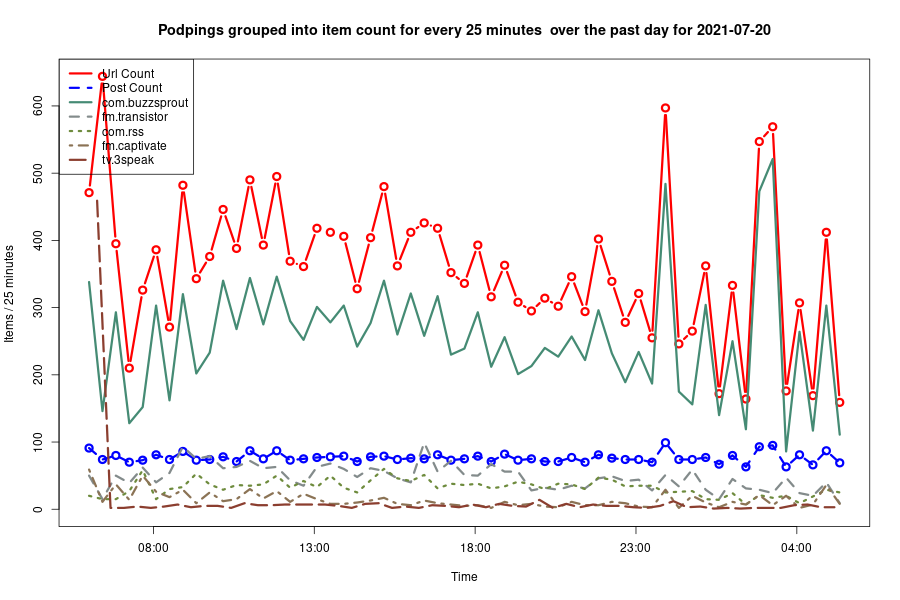 Podpings grouped into item count for every 25 minutes  over the past day for 2021-07-20
Url Count
Post Count
com.buzzsprout
fm.transistor
com.rss
fm.captivate
tv.3speak
Items / 25 minutes
600
500
400
300
200
100
0
08:00
13:00
18:00
23:00
04:00
Time